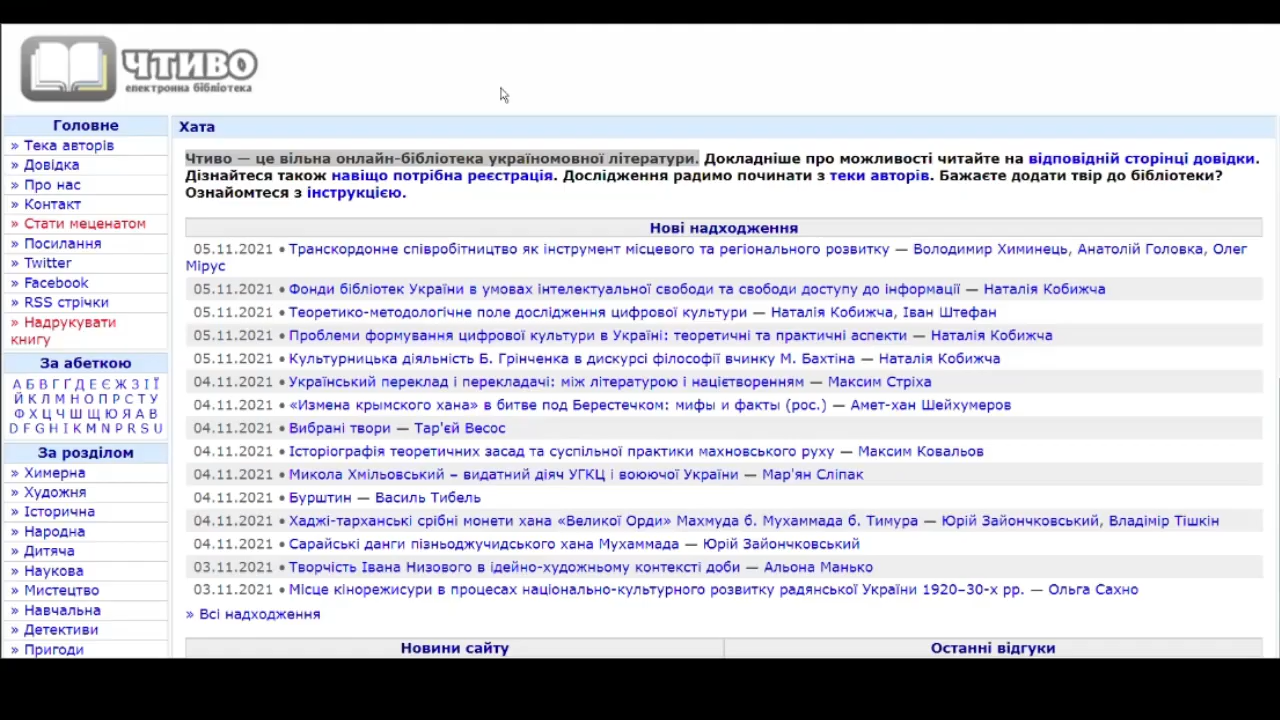 ЧТИВО
електронна бібліотека
Головне
» Тека авторів
» Довідка
» Про нас
» Контакт
» Стати меценатом
» Посилання
» Twitter
» Facebook
» RSS стрічки
» Надрукувати
книгу
За абеткою
А Б В Г Ґ Д Е Є Ж З І Ї
Й К Л М Н О П Р С Т У
Ф Х Ц Ч Ш Щ Ю Я A B
D F G H I K M N P R S U
За розділом
» Химерна
» Художня
» Історична
» Народна
» Дитяча
» Наукова
» Мистецтво
» Навчальна
» Детективи
» Пригоди
Хата
Чтиво — це вільна онлайн-бібліотека україномовної літератури. Докладніше про можливості читайте на відповідній сторінці довідки.
Дізнайтеся також навіщо потрібна реєстрація. Дослідження радимо починати з теки авторів. Бажаєте додати твір до бібліотеки?
Ознайомтеся з інструкцією.
Нові надходження
05.11.2021 • Транскордонне співробітництво як інструмент місцевого та регіонального розвитку — Володимир Химинець, Анатолій Головка, Олег
Мірус
05.11.2021 • Фонди бібліотек України в умовах інтелектуальної свободи та свободи доступу до інформації — Наталія Кобижча
05.11.2021 • Теоретико-методологічне поле дослідження цифрової культури — Наталія Кобижча, Іван Штефан
05.11.2021 • Проблеми формування цифрової культури в Україні: теоретичні та практичні аспекти — Наталія Кобижча
05.11.2021 • Культурницька діяльність Б. Грінченка в дискурсі філософії вчинку М. Бахтіна — Наталія Кобижча
04.11.2021 • Український переклад і перекладачі: між літературою і націєтворенням — Максим Стріха
04.11.2021 • «Измена крымского хана» в битве под Берестечком: мифы и факты (рос.) — Амет-хан Шейхумеров
04.11.2021 • Вибрані твори — Тар'єй Весос
04.11.2021 • Історіографія теоретичних засад та суспільної практики махновського руху — Максим Ковальов
04.11.2021 • Микола Хмільовський – видатний діяч УГКЦ і воюючої України — Мар'ян Сліпак
04.11.2021 • Бурштин — Василь Тибель
04.11.2021 • Хаджі-тарханські срібні монети хана «Великої Орди» Махмуда б. Мухаммада б. Тимура — Юрій Зайончковський, Владімір Тішкін
04.11.2021 • Сарайські данги пізньоджучидського хана Мухаммада — Юрій Зайончковський
03.11.2021 • Творчість Івана Низового в ідейно-художньому контексті доби — Альона Манько
03.11.2021 • Місце кінорежисури в процесах національно-культурного розвитку радянської України 1920–30-х рр. — Ольга Сахно
» Всі надходження
Новини сайту
Останні відгуки